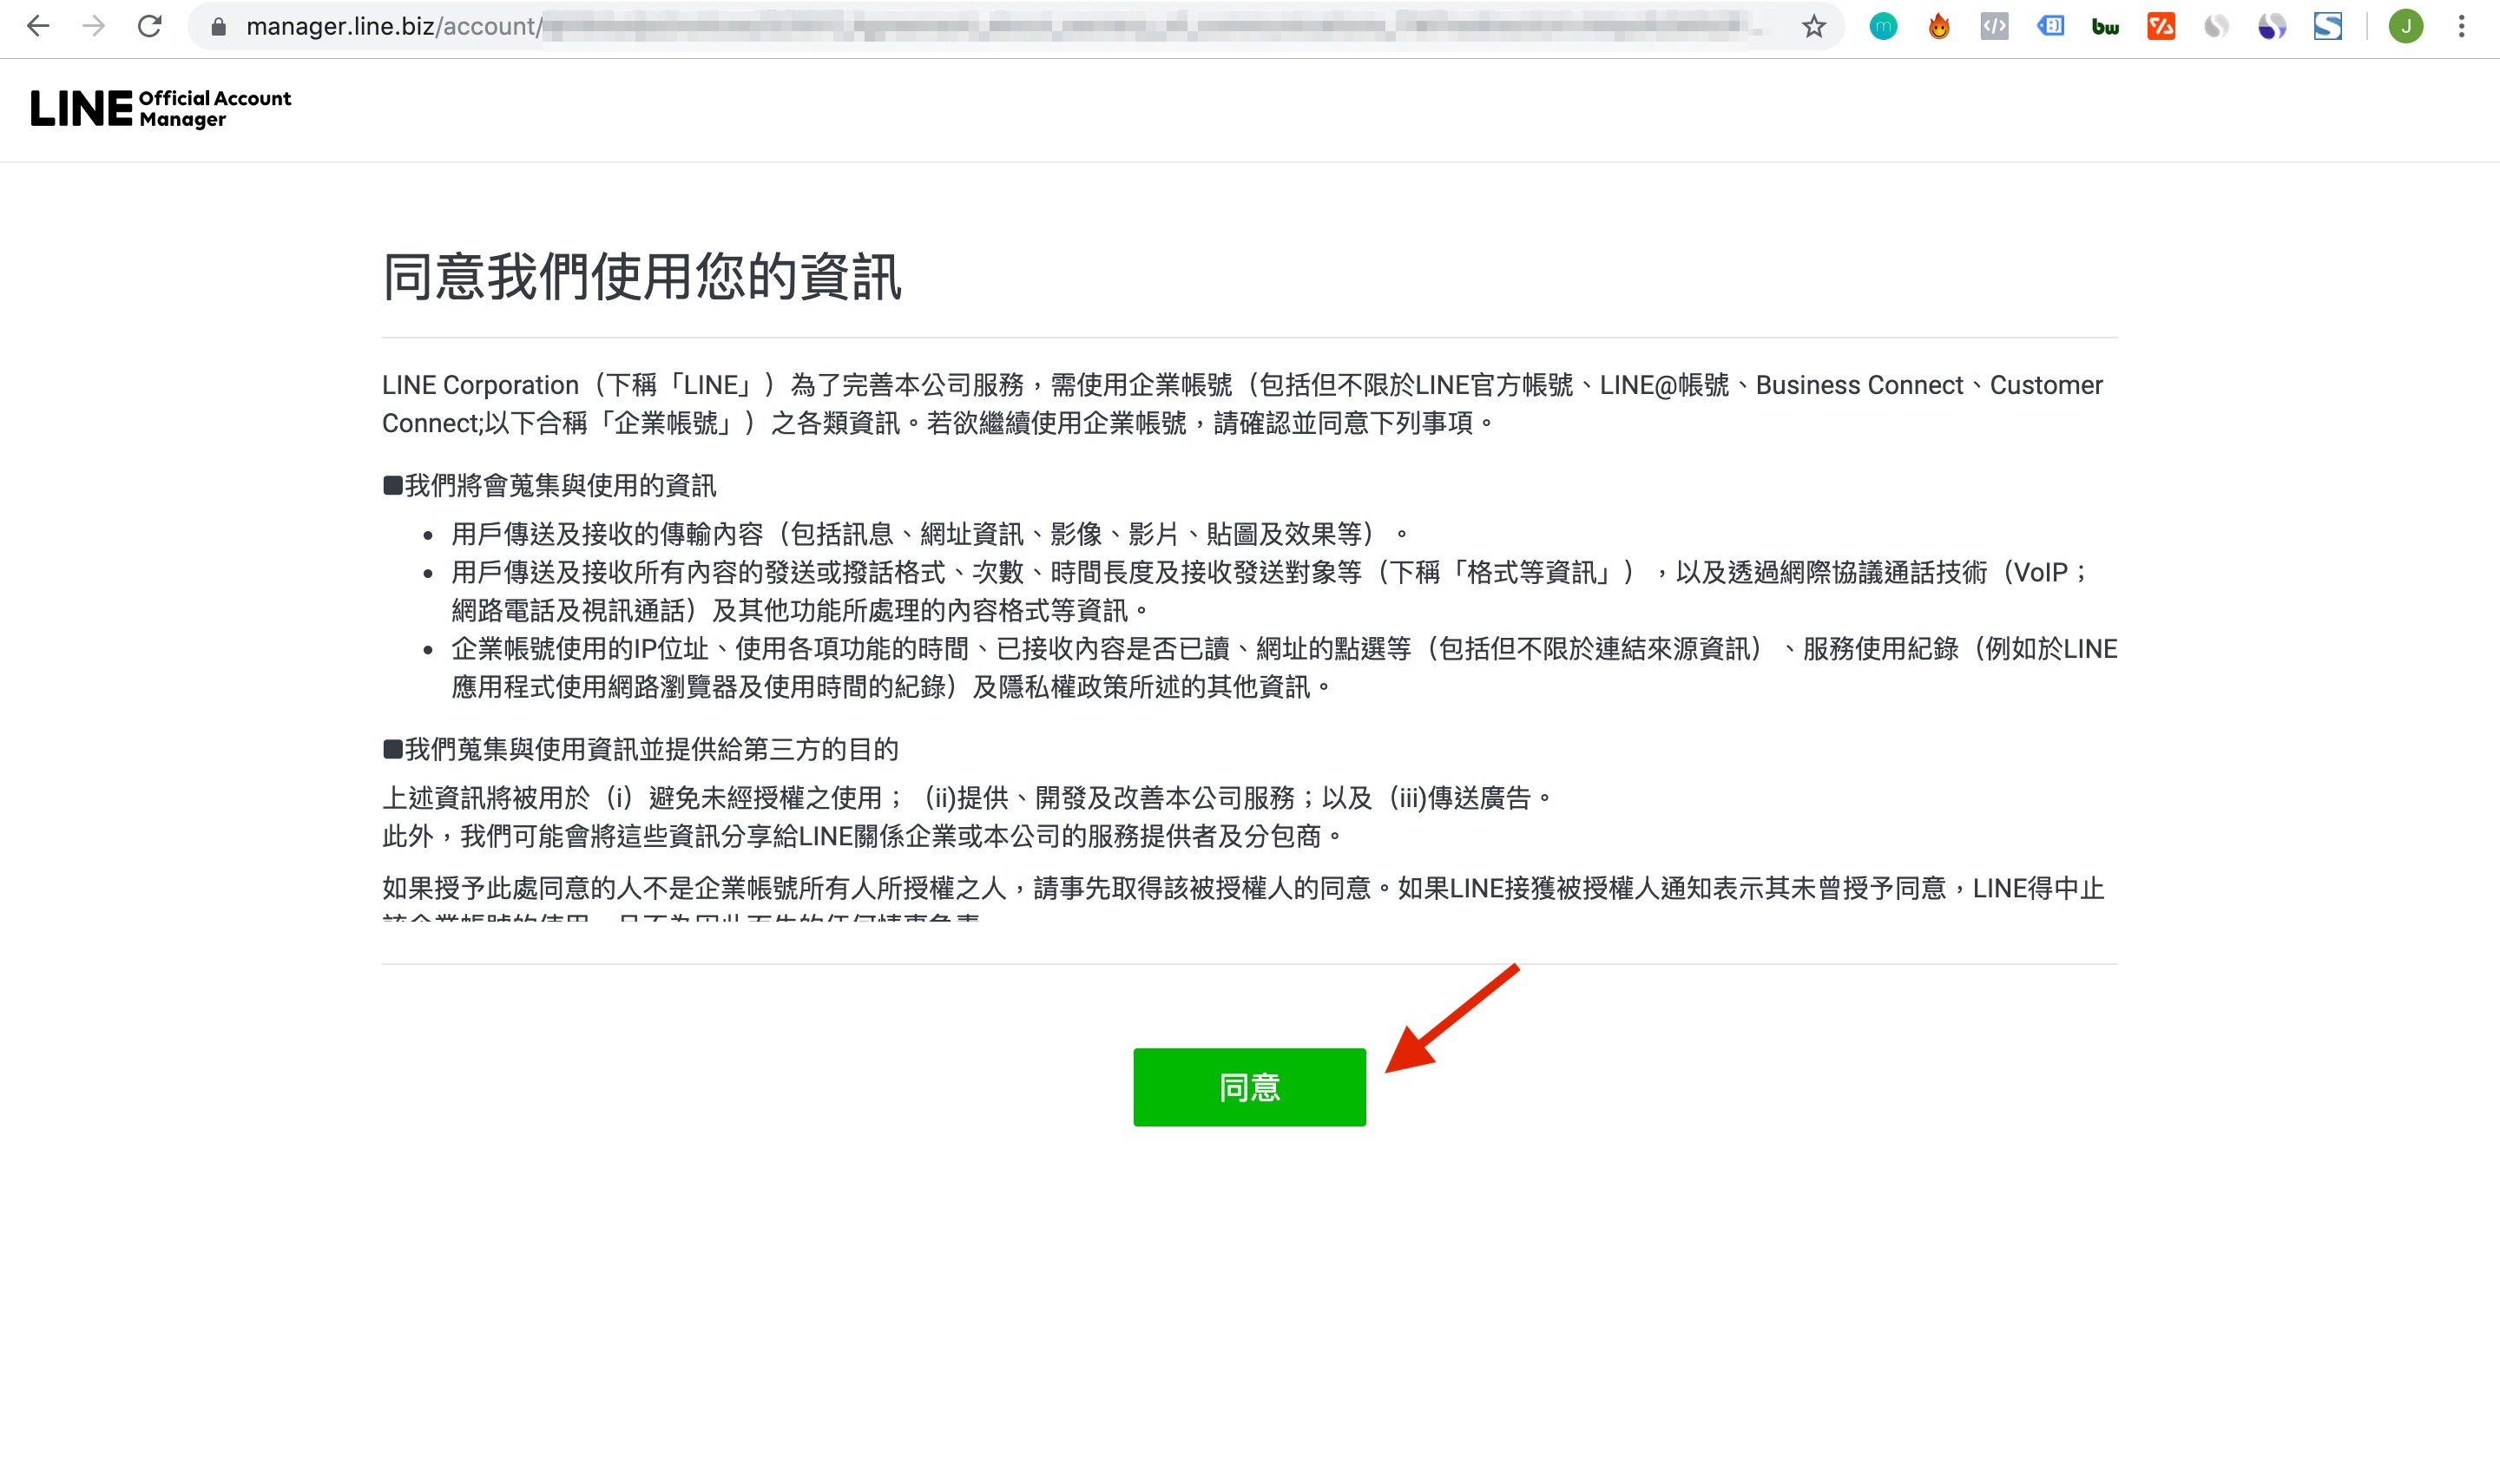 manager.line.biz/account/
m
bw
J
LINE Official Account
Manager
同意我們使用您的資訊
LINE Corporation（下稱「LINE」）為了完善本公司服務，需使用企業帳號（包括但不限於LINE官方帳號、LINE@帳號、Business Connect、Customer
Connect;以下合稱「企業帳號」）之各類資訊。若欲繼續使用企業帳號，請確認並同意下列事項。
■我們將會蒐集與使用的資訊
• 用戶傳送及接收的傳輸內容（包括訊息、網址資訊、影像、影片、貼圖及效果等）。
• 用戶傳送及接收所有內容的發送或撥話格式、次數、時間長度及接收發送對象等（下稱「格式等資訊」），以及透過網際協議通話技術（VoIP；
網路電話及視訊通話）及其他功能所處理的內容格式等資訊。
• 企業帳號使用的IP位址、使用各項功能的時間、已接收內容是否已讀、網址的點選等（包括但不限於連結來源資訊）、服務使用紀錄（例如於LINE
應用程式使用網路瀏覽器及使用時間的紀錄）及隱私權政策所述的其他資訊。
■我們蒐集與使用資訊並提供給第三方的目的
上述資訊將被用於（i）避免未經授權之使用；（ii)提供、開發及改善本公司服務；以及（iii)傳送廣告。
此外，我們可能會將這些資訊分享給LINE關係企業或本公司的服務提供者及分包商。
如果授予此處同意的人不是企業帳號所有人所授權之人，請事先取得該被授權人的同意。如果LINE接獲被授權人通知表示其未曾授予同意，LINE得中止
同意